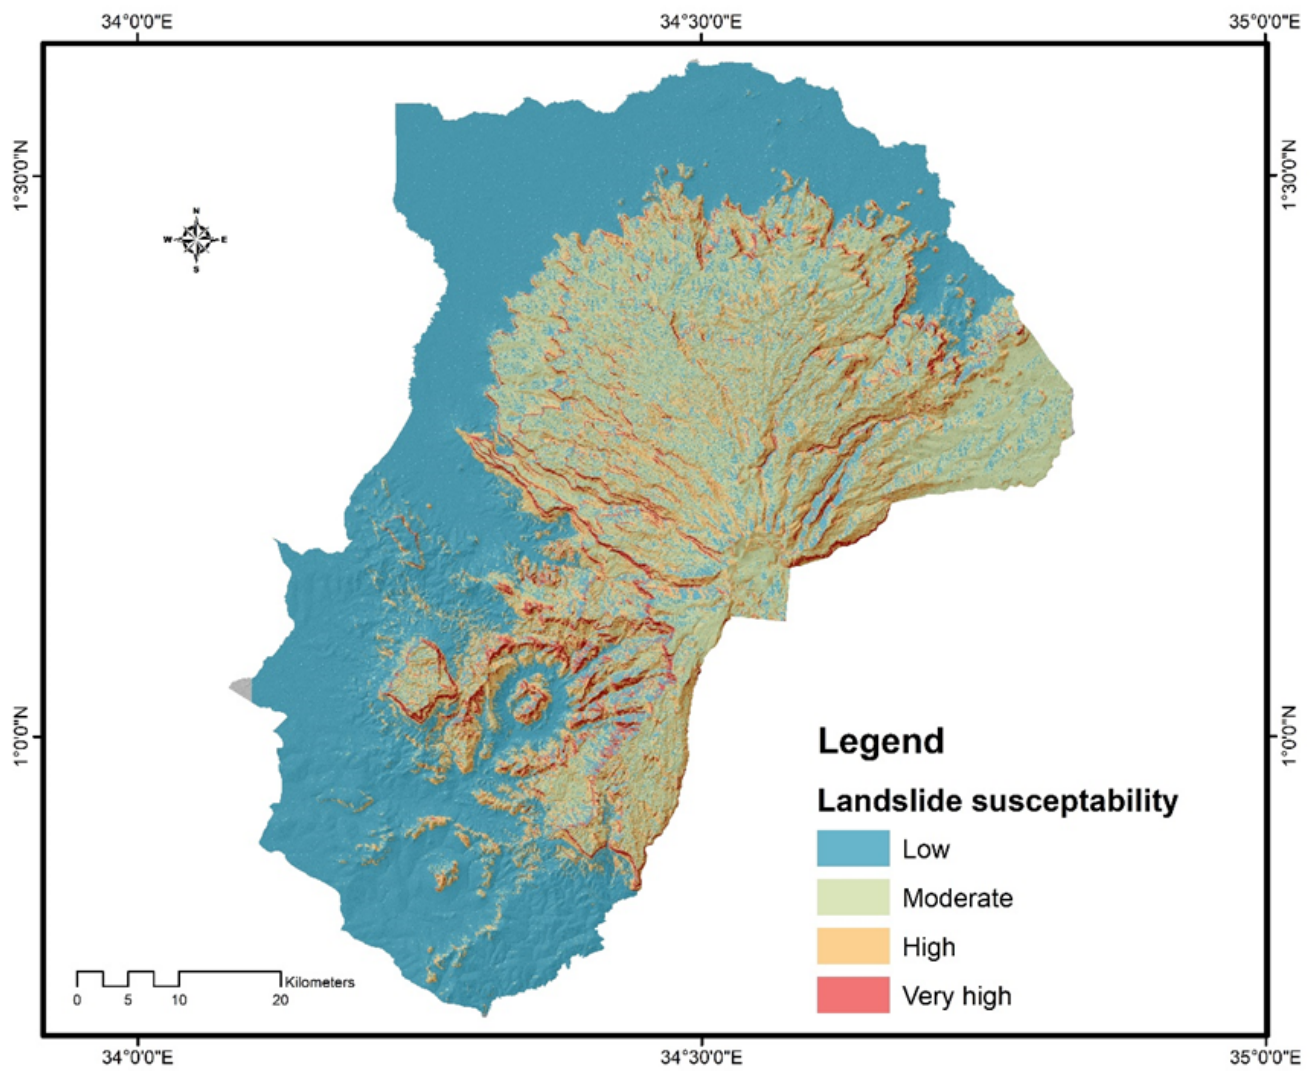 34°0'0"E 34°30'0"E 35°0'0"E
1°30'0"N 1°30'0"N
N
W E
S
1°0'0"N 1°0'0"N
Legend
Landslide susceptability
Low
Moderate
High
Very high
Kilometers
0 5 10 20
34°0'0"E 34°30'0"E 35°0'0"E